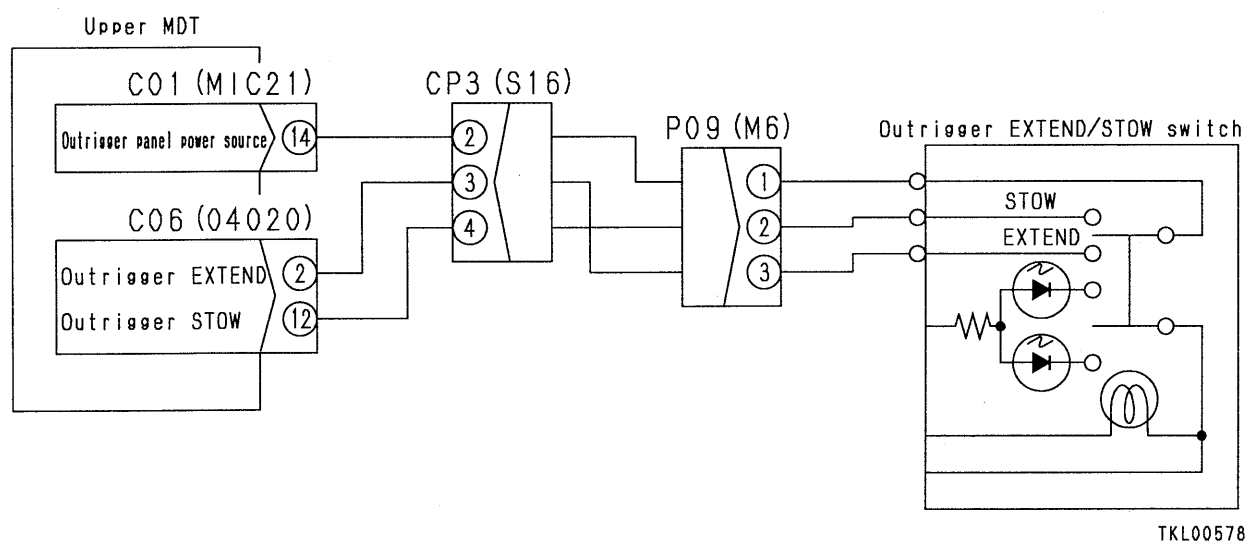 Upper MDT
C01 (MIC21)
Outrigger panel power source
14
C06 (04020)
Outrigger EXTEND
2
Outrigger STOW
12
CP3 (S16)
2
3
4
P09 (M6)
1
2
3
Outrigger EXTEND/STOW switch
STOW
EXTEND
TKL00578